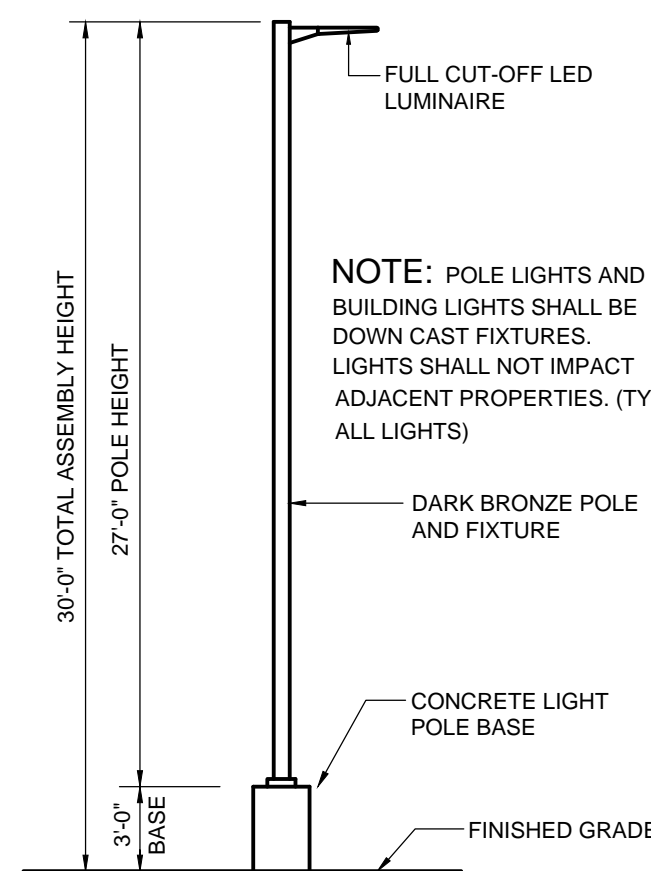 FULL CUT-OFF LED
LUMINAIRE
NOTE: POLE LIGHTS AND
BUILDING LIGHTS SHALL BE
DOWN CAST FIXTURES.
LIGHTS SHALL NOT IMPACT
ADJACENT PROPERTIES. (TY
ALL LIGHTS)
30'-0" TOTAL ASSEMBLY HEIGHT
27'-0" POLE HEIGHT
DARK BRONZE POLE
AND FIXTURE
CONCRETE LIGHT
POLE BASE
3'-0"
BASE
FINISHED GRADE